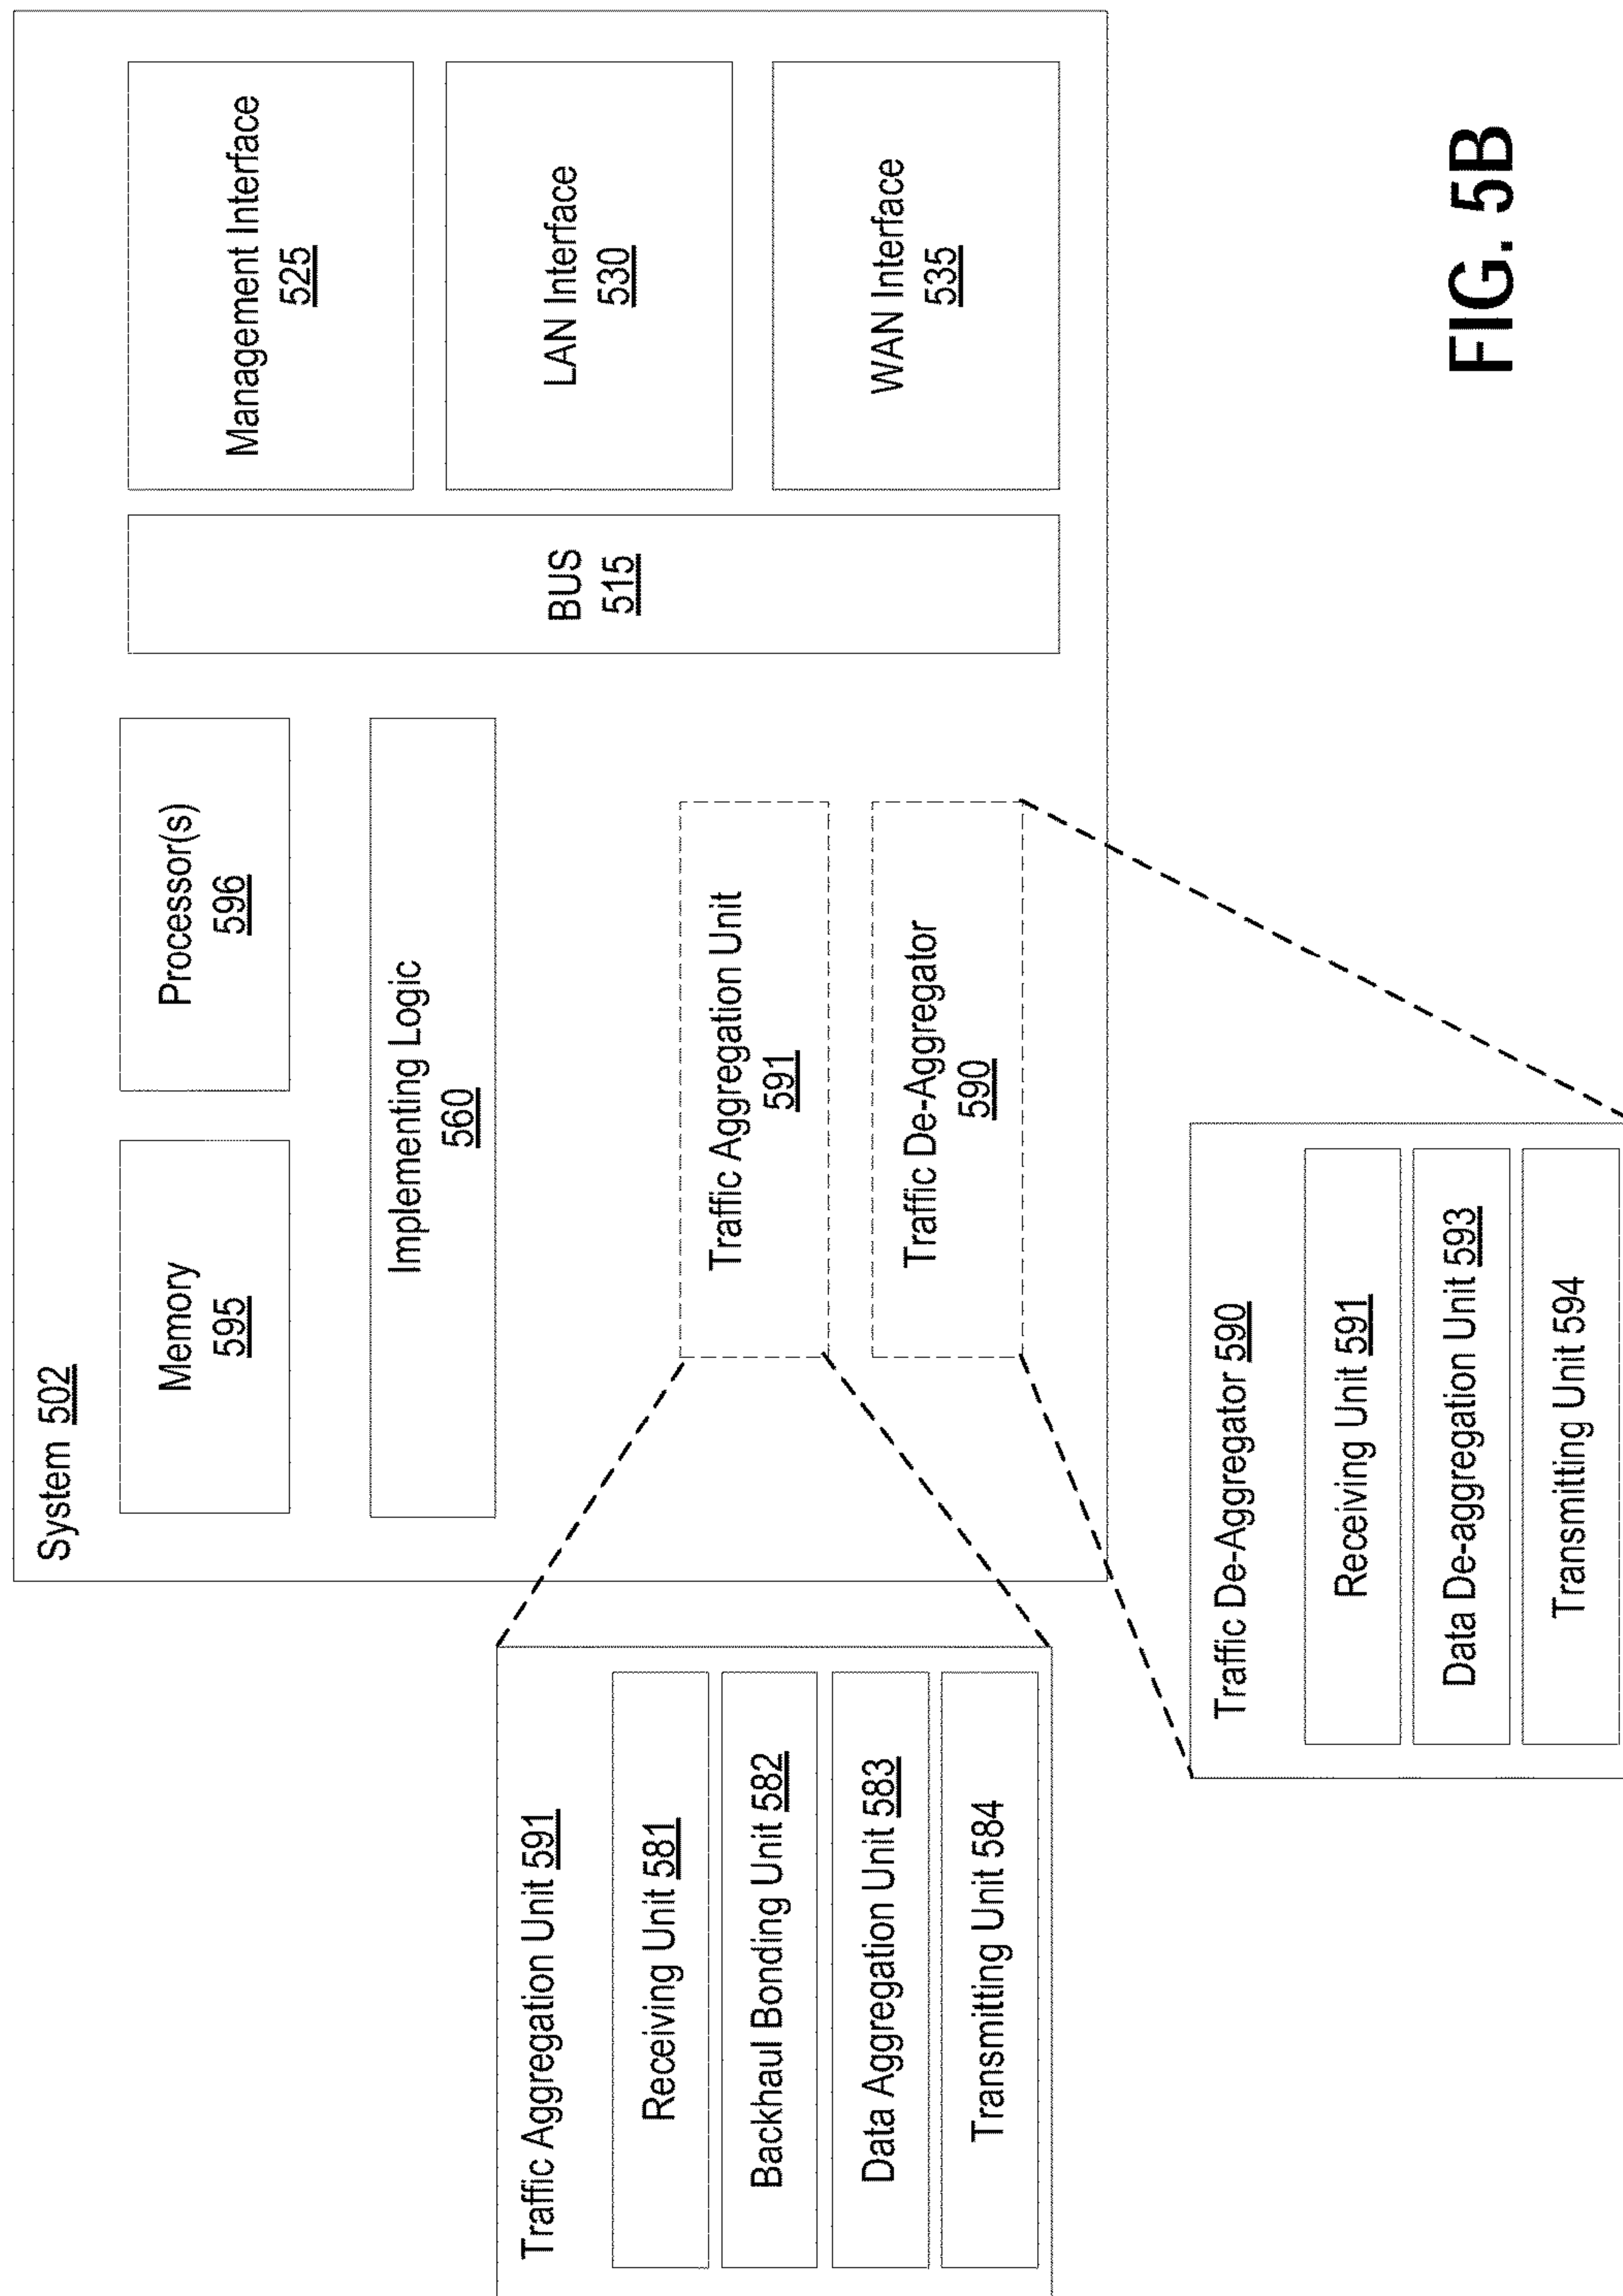 System 502
Memory
595
Processor(s)
596
Implementing Logic
560
Traffic Aggregation Unit
591
Traffic De-Aggregator
590
BUS
515
Management Interface
525
LAN Interface
530
WAN Interface
535
Traffic Aggregation Unit 591
Receiving Unit 581
Backhaul Bonding Unit 582
Data Aggregation Unit 583
Transmitting Unit 584
Traffic De-Aggregator 590
Receiving Unit 591
Data De-aggregation Unit 593
Transmitting Unit 594
FIG. 5B